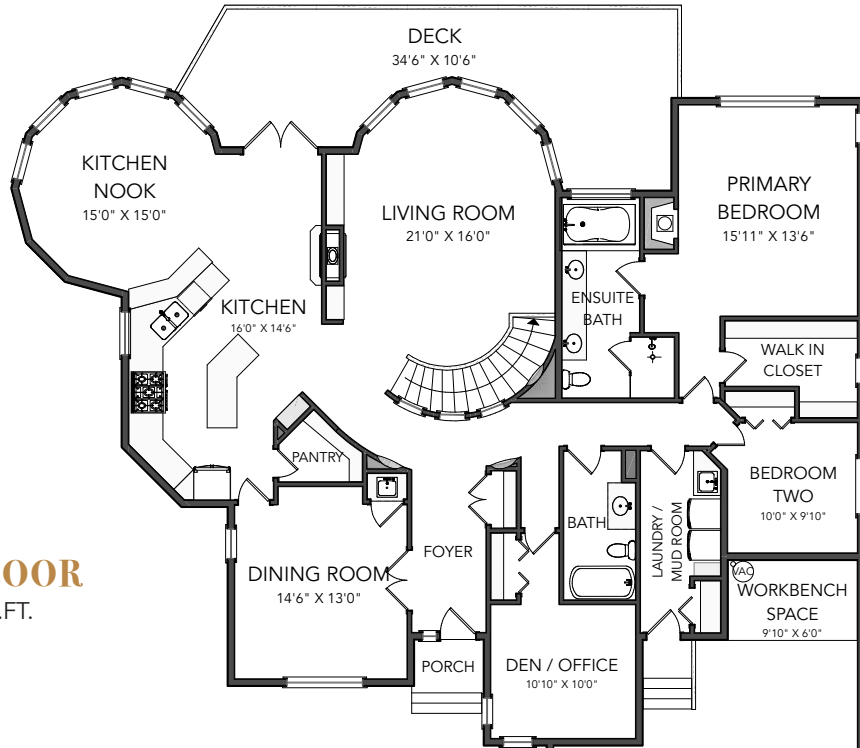 DECK
34'6" X 10'6"
KITCHEN
NOOK
15'0" X 15'0"
LIVING ROOM
21'0" X 16'0"
PRIMARY
BEDROOM
15'11" X 13'6"
KITCHEN
16'0" X 14'6"
ENSUITE
BATH
WALK IN
CLOSET
PANTRY
BEDROOM
TWO
10'0" X 9'10"
BATH
LAUNDRY /
MUD ROOM
FOYER
DINING ROOM
14'6" X 13'0"
VAC
WORKBENCH
SPACE
9'10" X 6'0"
PORCH
DEN / OFFICE
10'10" X 10'0"
OOR
.FT.